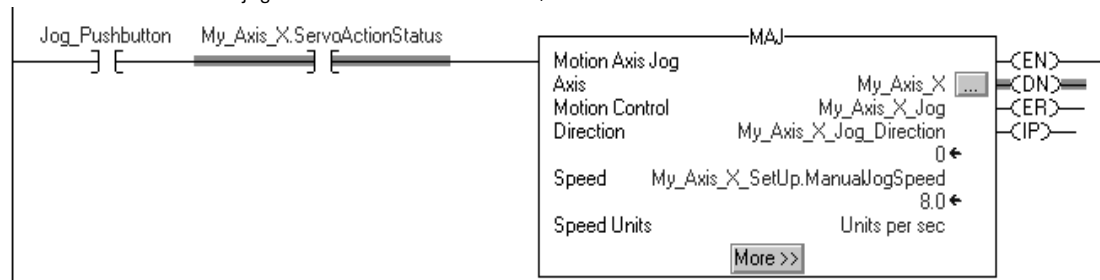 jog
Jog_Pushbutton My_Axis_X.ServoActionStatus
MAJ
Motion Axis Jog
Axis My_Axis_X ...
Motion Control My_Axis_X_Jog
Direction My_Axis_X_Jog_Direction
0
Speed My_Axis_X_SetUp.ManualJogSpeed
8.0
Speed Units Units per sec
More >>
EN
DN
ER
IP